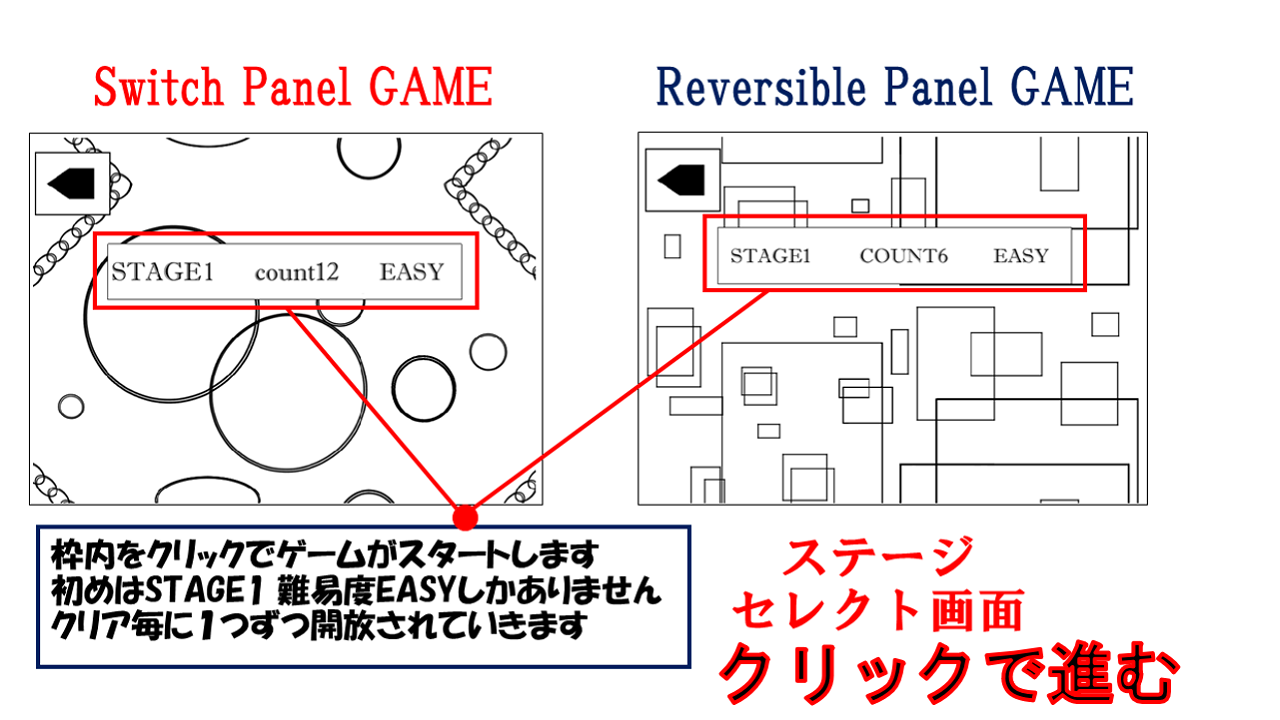 Switch Panel GAME
Reversible Panel GAME
STAGE1 count12 EASY
STAGE1 COUNT6 EASY
枠内をクリックでゲームがスタートします
初めはSTAGE1 難易度EASYしかありません
クリア毎に1つずつ開放されていきます
ステージ
セレクト画面
クリックで進む